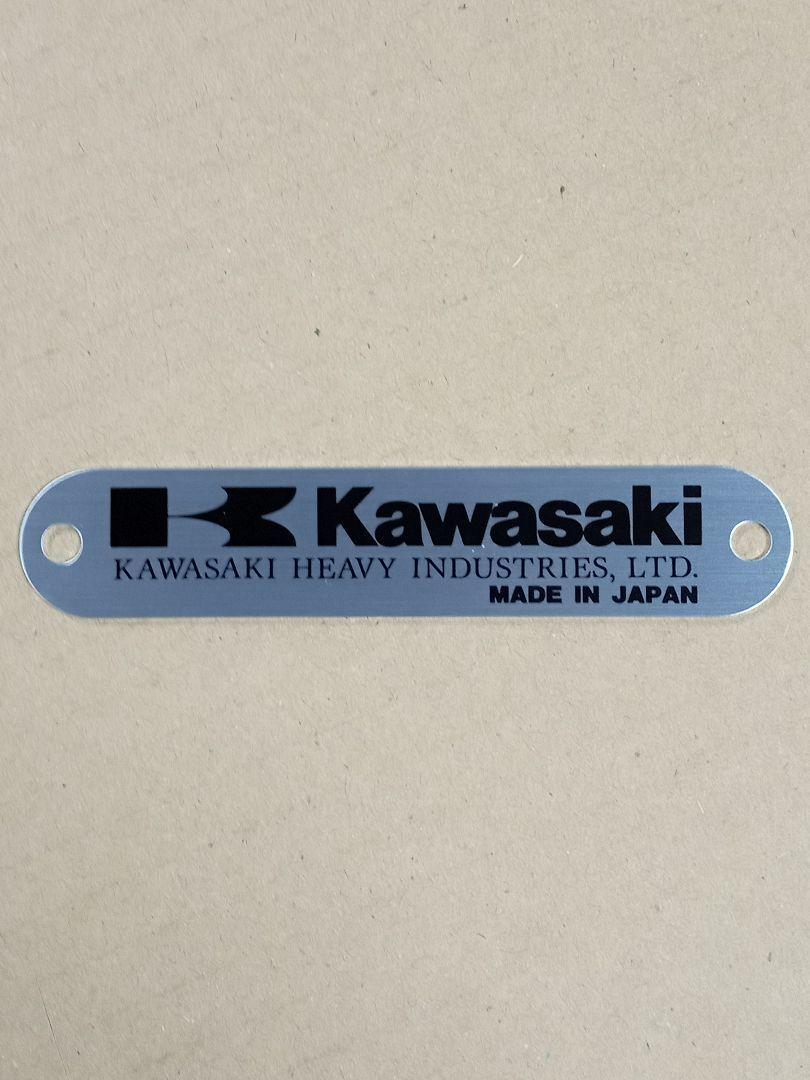 Kawasaki
KAWASAKI HEAVY INDUSTRIES, LTD.
MADE IN JAPAN